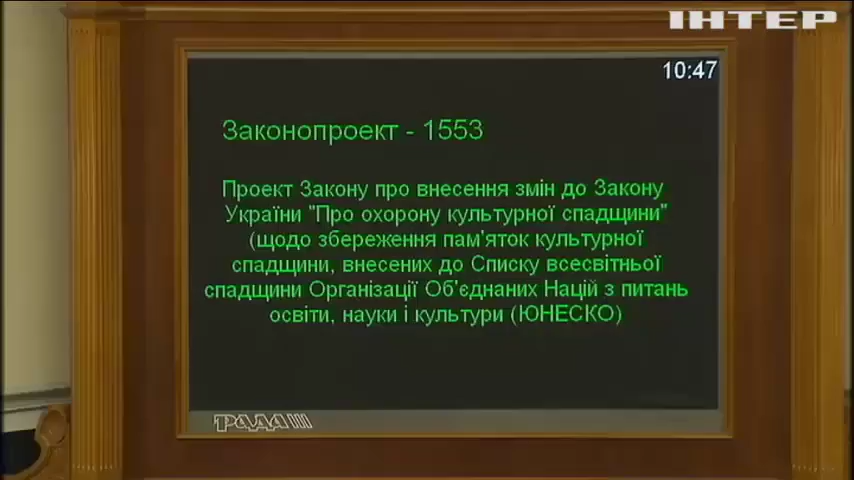 ІНТЕР
10:47
Законопроект - 1553
Проект Закону про внесення змін до Закону
України "Про охорону культурної спадщини"
(щодо збереження пам'яток культурної
спадщини, внесених до Списку всесвітньої
спадщини Організації Об'єднаних Націй з питань
освіти, науки і культури (ЮНЕСКО)
РАДА